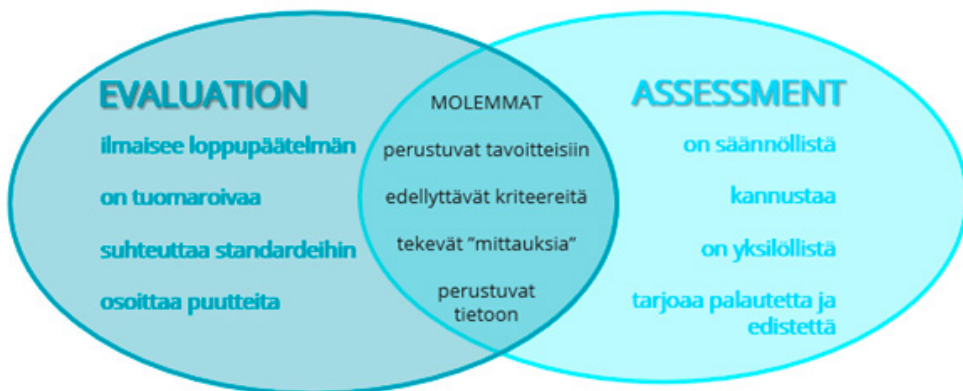 EVALUATION
ilmaisee loppupäätelmän
on tuomaroivaa
suhteuttaa standardeihin
osoittaa puutteita
MOLEMMAT
perustuvat tavoitteisiin
edellyttävät kriteereitä
tekevät ”mittauksia”
perustuvat
tietoon
ASSESSMENT
on säännöllistä
kannustaa
on yksilöllistä
tarjoaa palautetta ja
edistettä